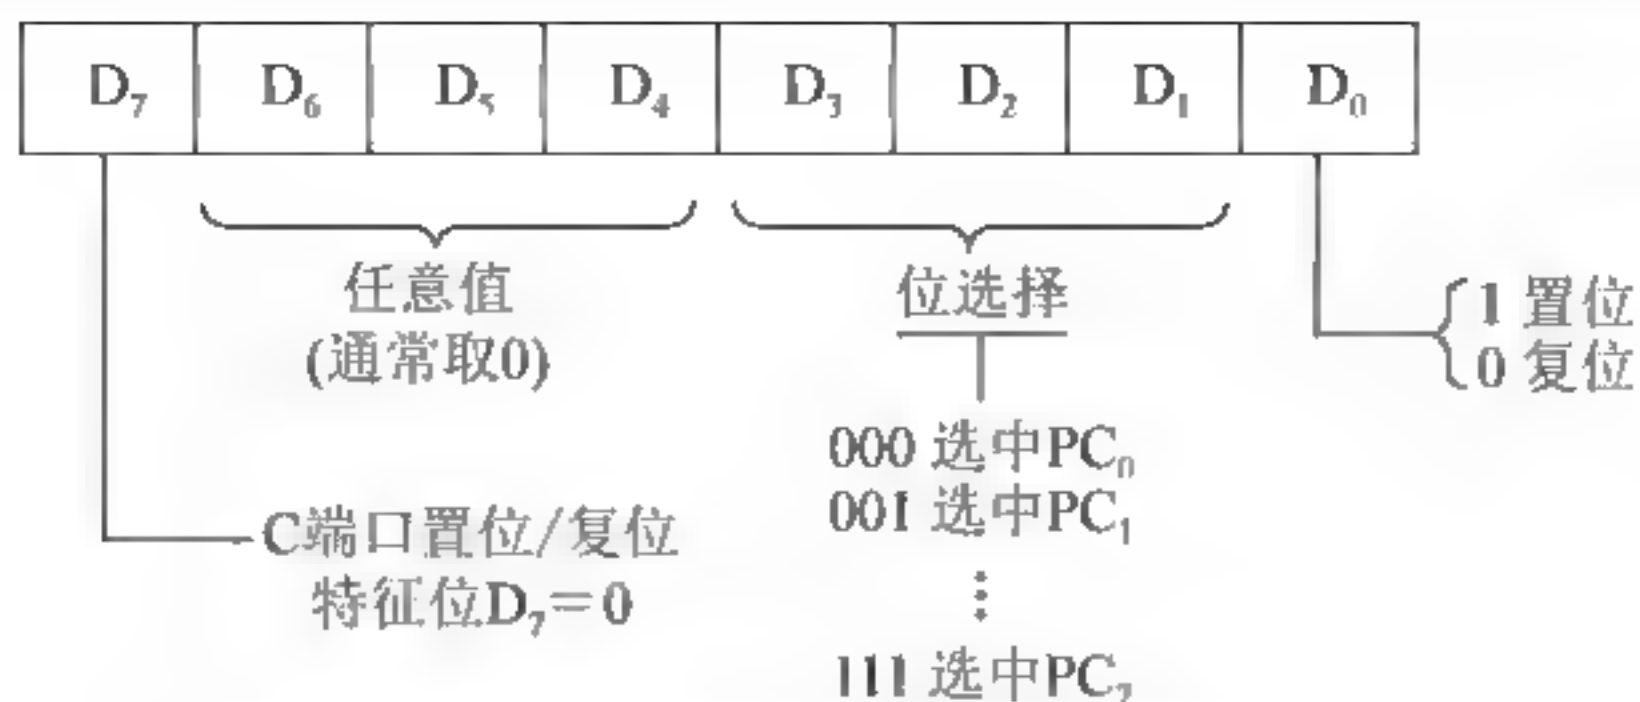 D₇ D₆ D₅ D₄ D₃ D₂ D₁ D₀
任意值
(通常取0)
位选择
1 置位
0 复位
000 选中PC₀
001 选中PC₁
⋮
111 选中PC₇
C端口置位/复位
特征位D₇=0